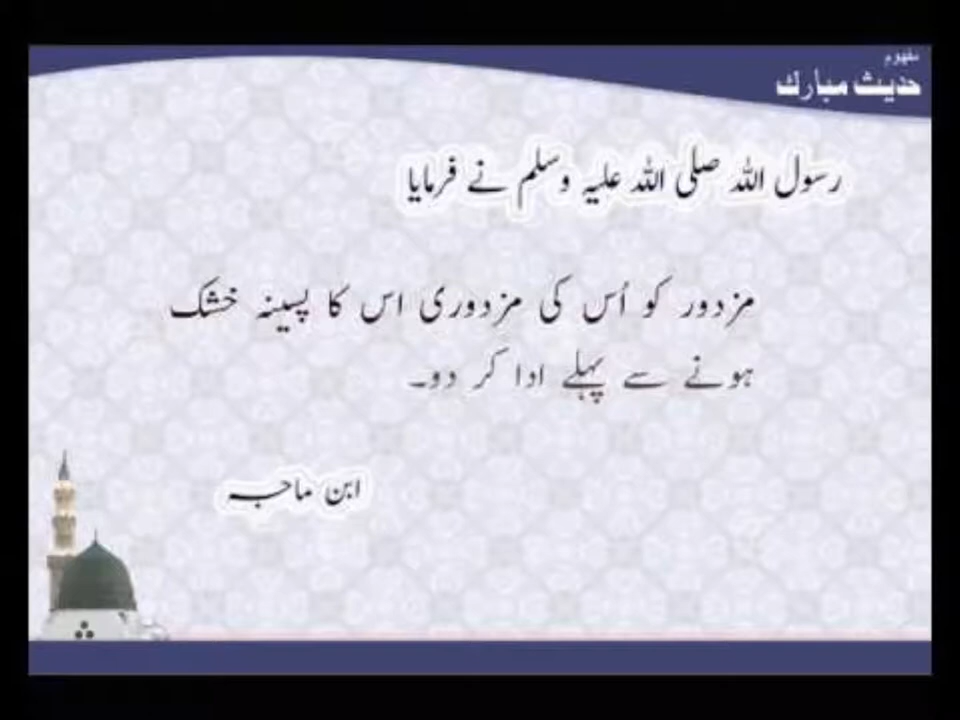 مفہوم
حدیث مبارک
رسول اللہ صلی اللہ علیہ وسلم نے فرمایا
مزدور کو اُس کی مزدوری اس کا پسینہ خشک
ہونے سے پہلے ادا کر دو۔
ابن ماجہ